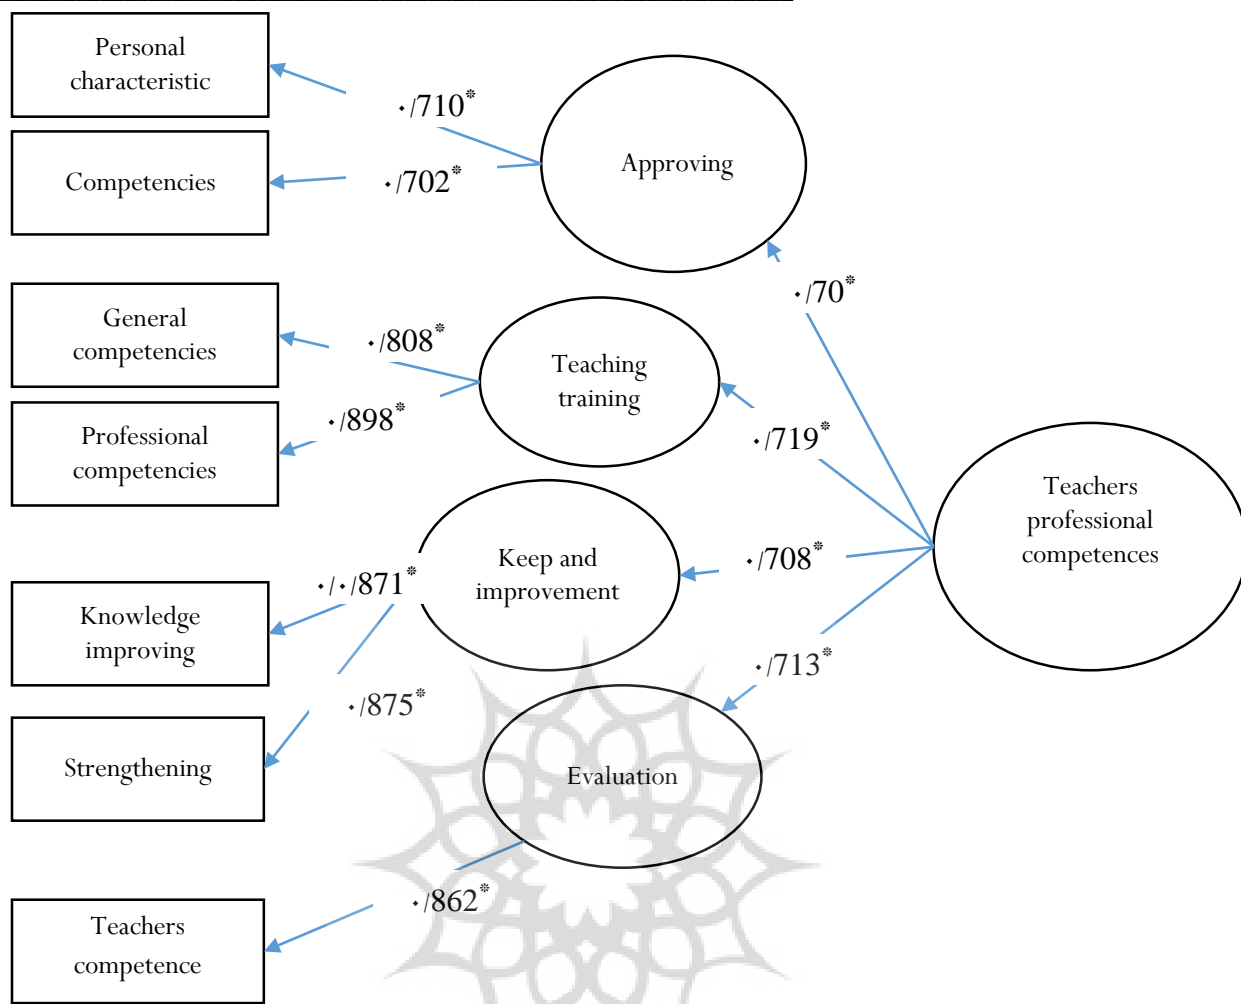 Personal
characteristic
٠/710*
Approving
Competencies
٠/702*
٠/70*
General
competencies
٠/808*
Teaching
training
Professional
competencies
٠/898*
٠/719*
Teachers
professional
competences
Keep and
improvement
٠/708*
٠/٠/871*
Knowledge
improving
٠/713*
٠/875*
Strengthening
Evaluation
٠/862*
Teachers
competence